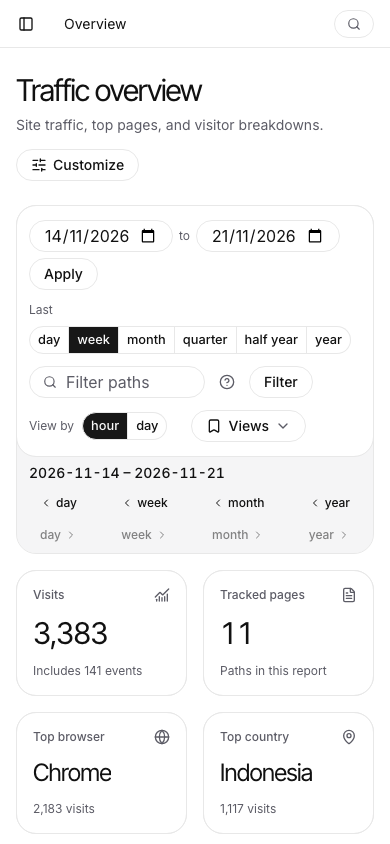 Overview
Traffic overview
Site traffic, top pages, and visitor breakdowns.
Customize
14/11/2026 to 21/11/2026
Apply
Last
day week month quarter half year year
Filter paths Filter
View by hour day Views
2026-11-14 – 2026-11-21
day week month year
day week month year
Visits
3,383
Includes 141 events
Tracked pages
11
Paths in this report
Top browser
Chrome
2,183 visits
Top country
Indonesia
1,117 visits